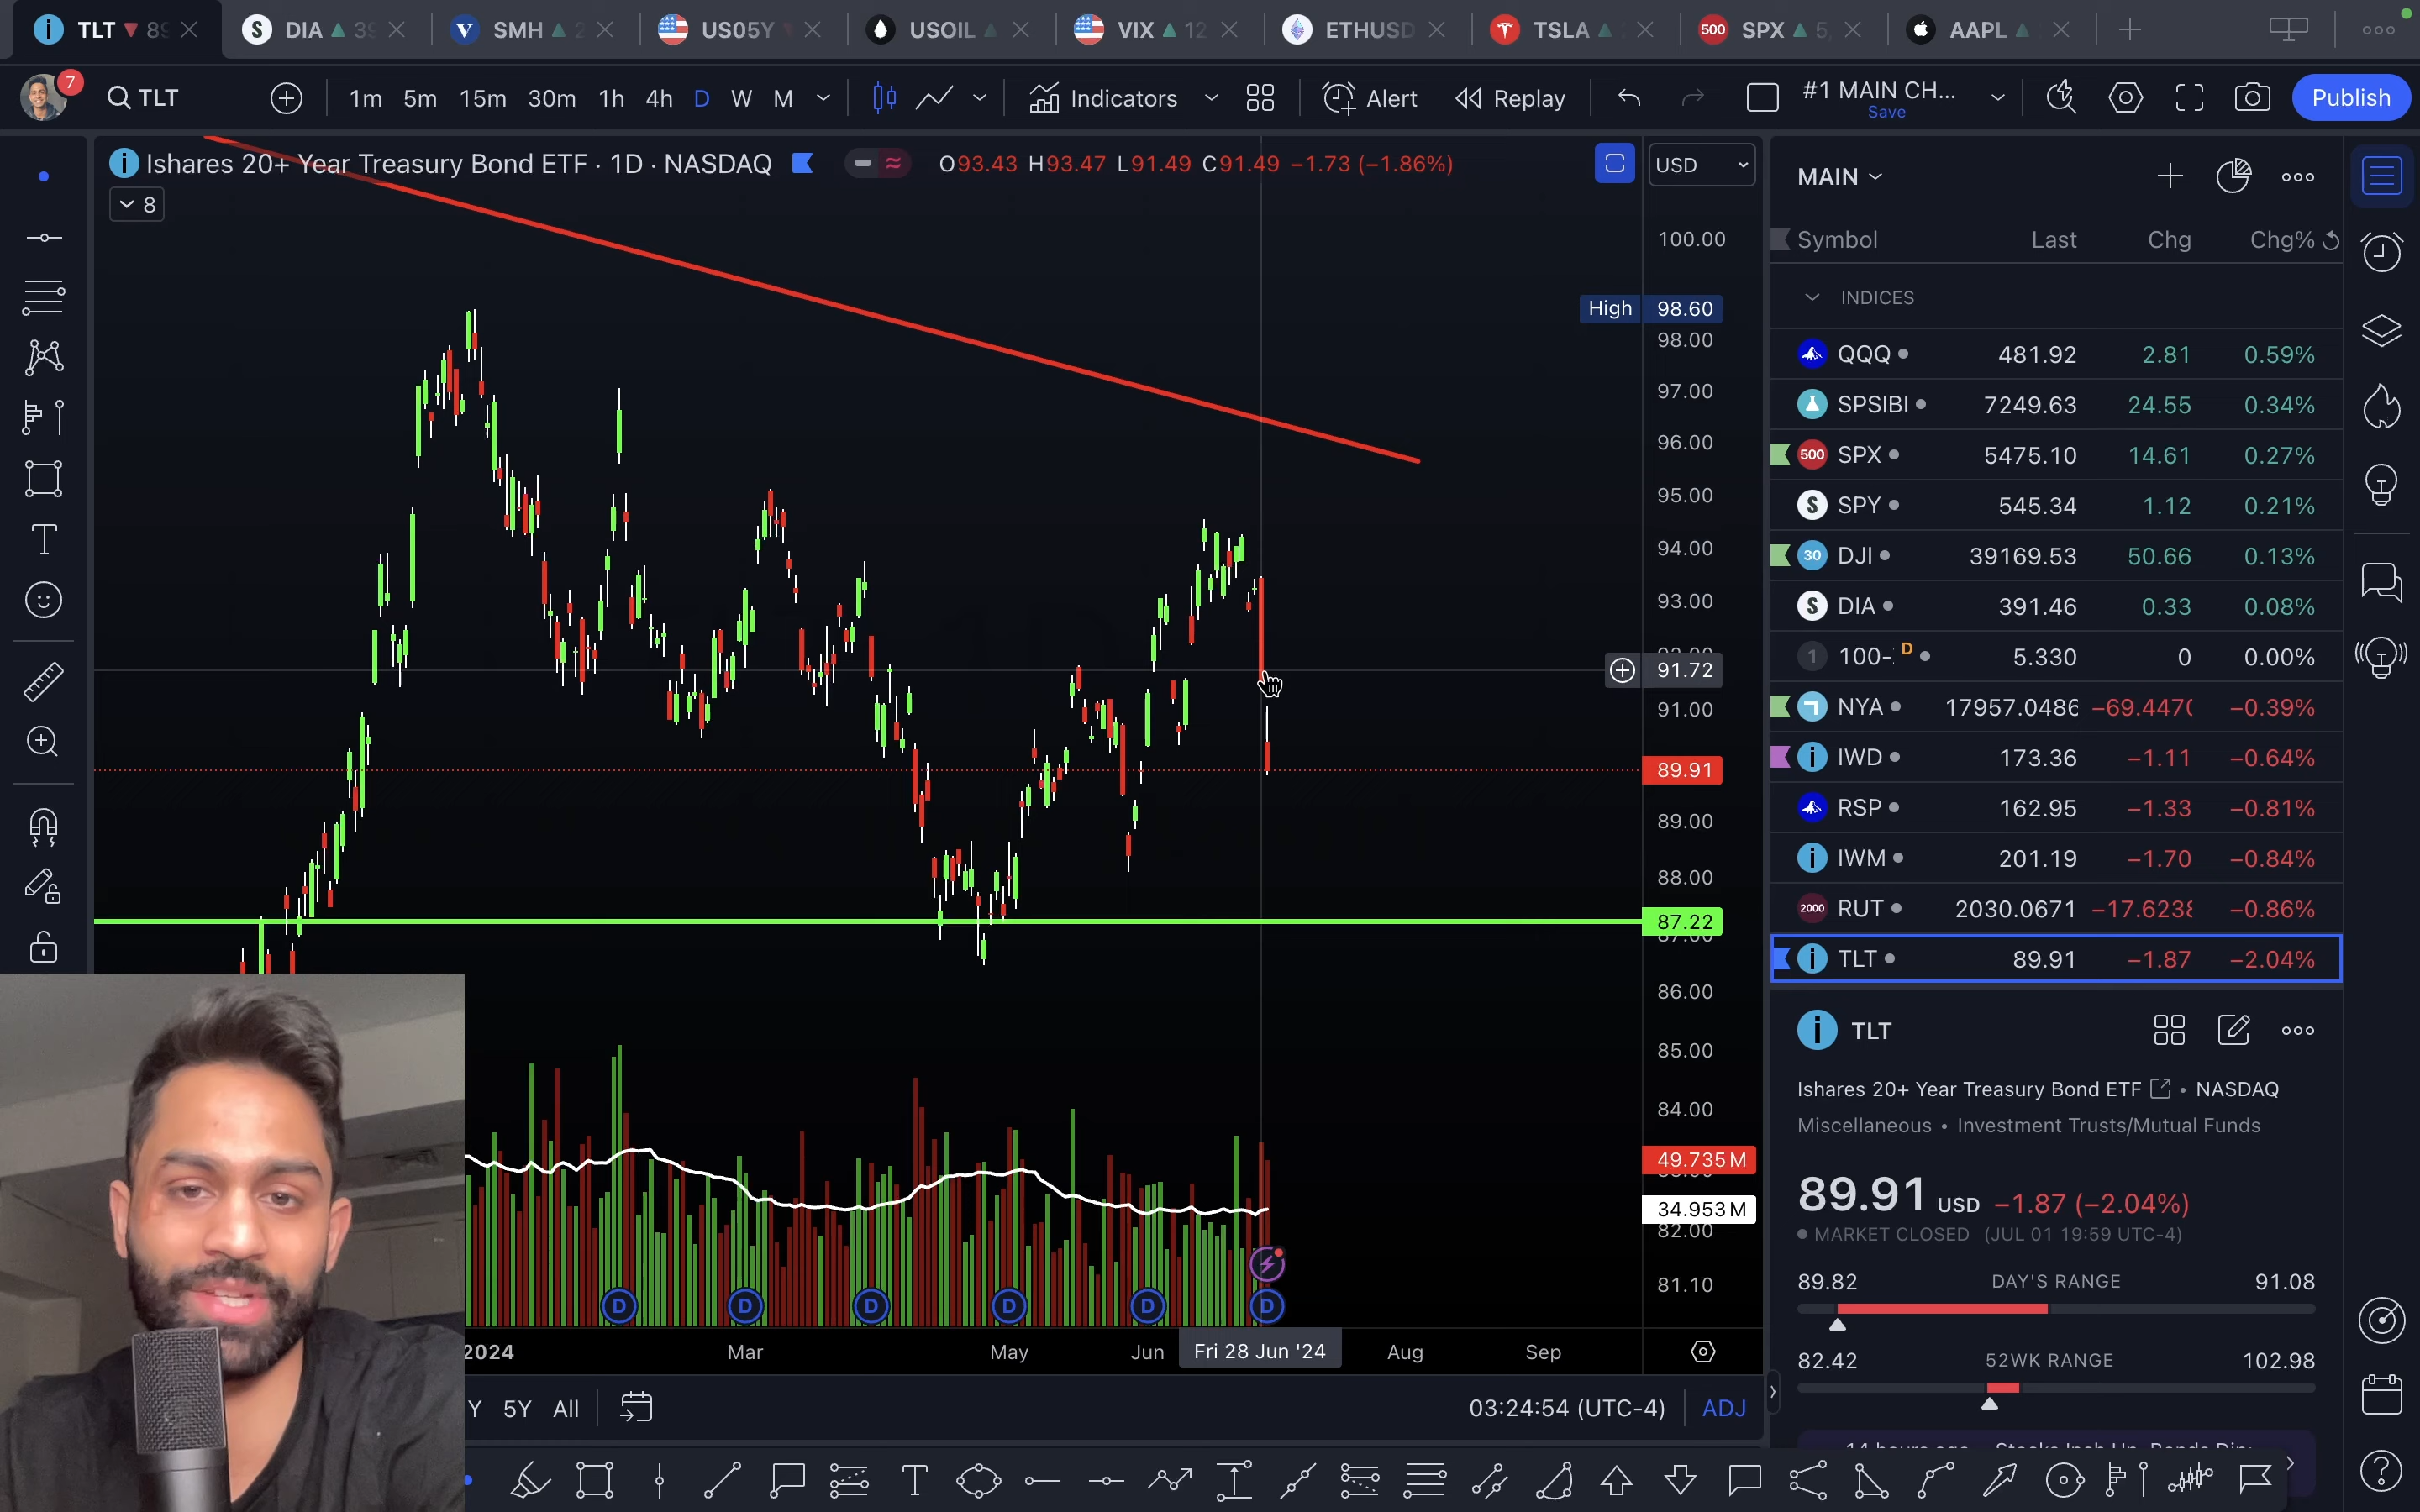 TLT
DIA
SMH
US05Y
USOIL
VIX 12
ETHUSD
TSLA
500 SPX 5,
AAPL
7 TLT 1m 5m 15m 30m 1h 4h D W M Indicators Alert Replay #1 MAIN CH... Save Publish
Ishares 20+ Year Treasury Bond ETF · 1D · NASDAQ O93.43 H93.47 L91.49 C91.49 −1.73 (−1.86%) USD
8
100.00
High 98.60
98.00
97.00
96.00
95.00
94.00
93.00
91.72
91.00
89.91
89.00
88.00
87.22
86.00
85.00
84.00
49.735M
34.953M
82.00
81.10
D D D D D D
2024 Mar May Jun Fri 28 Jun '24 Aug Sep
Y 5Y All 03:24:54 (UTC-4) ADJ
MAIN
Symbol Last Chg Chg%
INDICES
QQQ 481.92 2.81 0.59%
SPSIBI 7249.63 24.55 0.34%
500 SPX 5475.10 14.61 0.27%
S SPY 545.34 1.12 0.21%
30 DJI 39169.53 50.66 0.13%
S DIA 391.46 0.33 0.08%
1 100-: D 5.330 0 0.00%
NYA 17957.0486 −69.447( −0.39%
IWD 173.36 −1.11 −0.64%
RSP 162.95 −1.33 −0.81%
IWM 201.19 −1.70 −0.84%
2000 RUT 2030.0671 −17.6238 −0.86%
TLT 89.91 −1.87 −2.04%
TLT
Ishares 20+ Year Treasury Bond ETF • NASDAQ
Miscellaneous • Investment Trusts/Mutual Funds
89.91 USD −1.87 (−2.04%)
MARKET CLOSED (JUL 01 19:59 UTC-4)
89.82 DAY'S RANGE 91.08
82.42 52WK RANGE 102.98